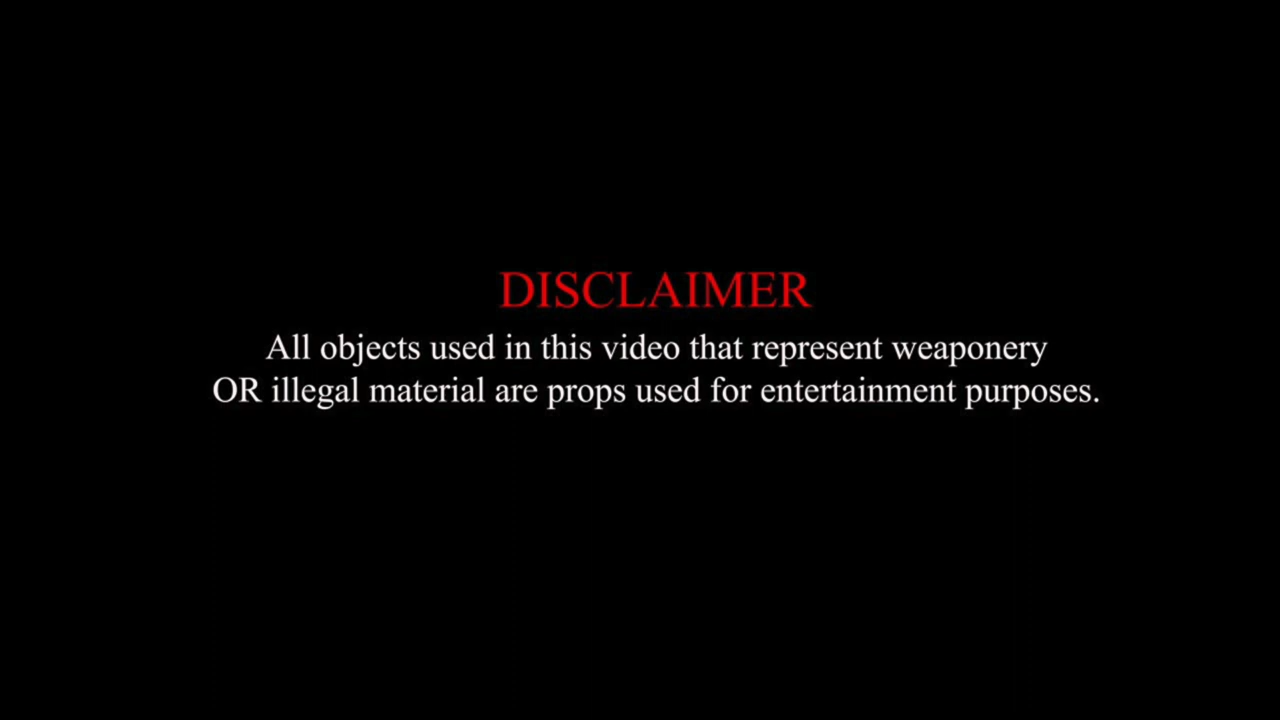 DISCLAIMER
All objects used in this video that represent weaponery
OR illegal material are props used for entertainment purposes.